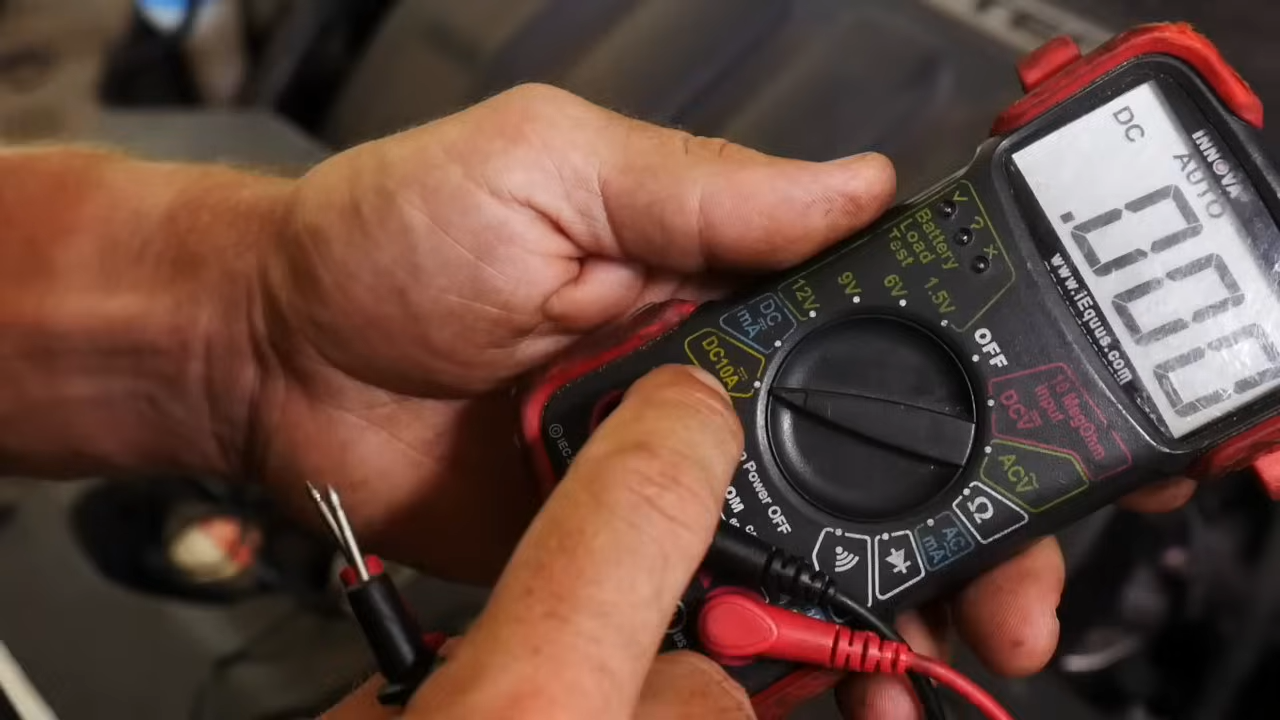 INNOVA
DC
AUTO
.000
www.iEquus.com
✓ ? ✗
Battery
Load
Test
12V
9V
6V
1.5V
OFF
DC
mA
DC10A
10 MegOhm
Input
DCV
ACV
Ω
AC
mA
Power OFF